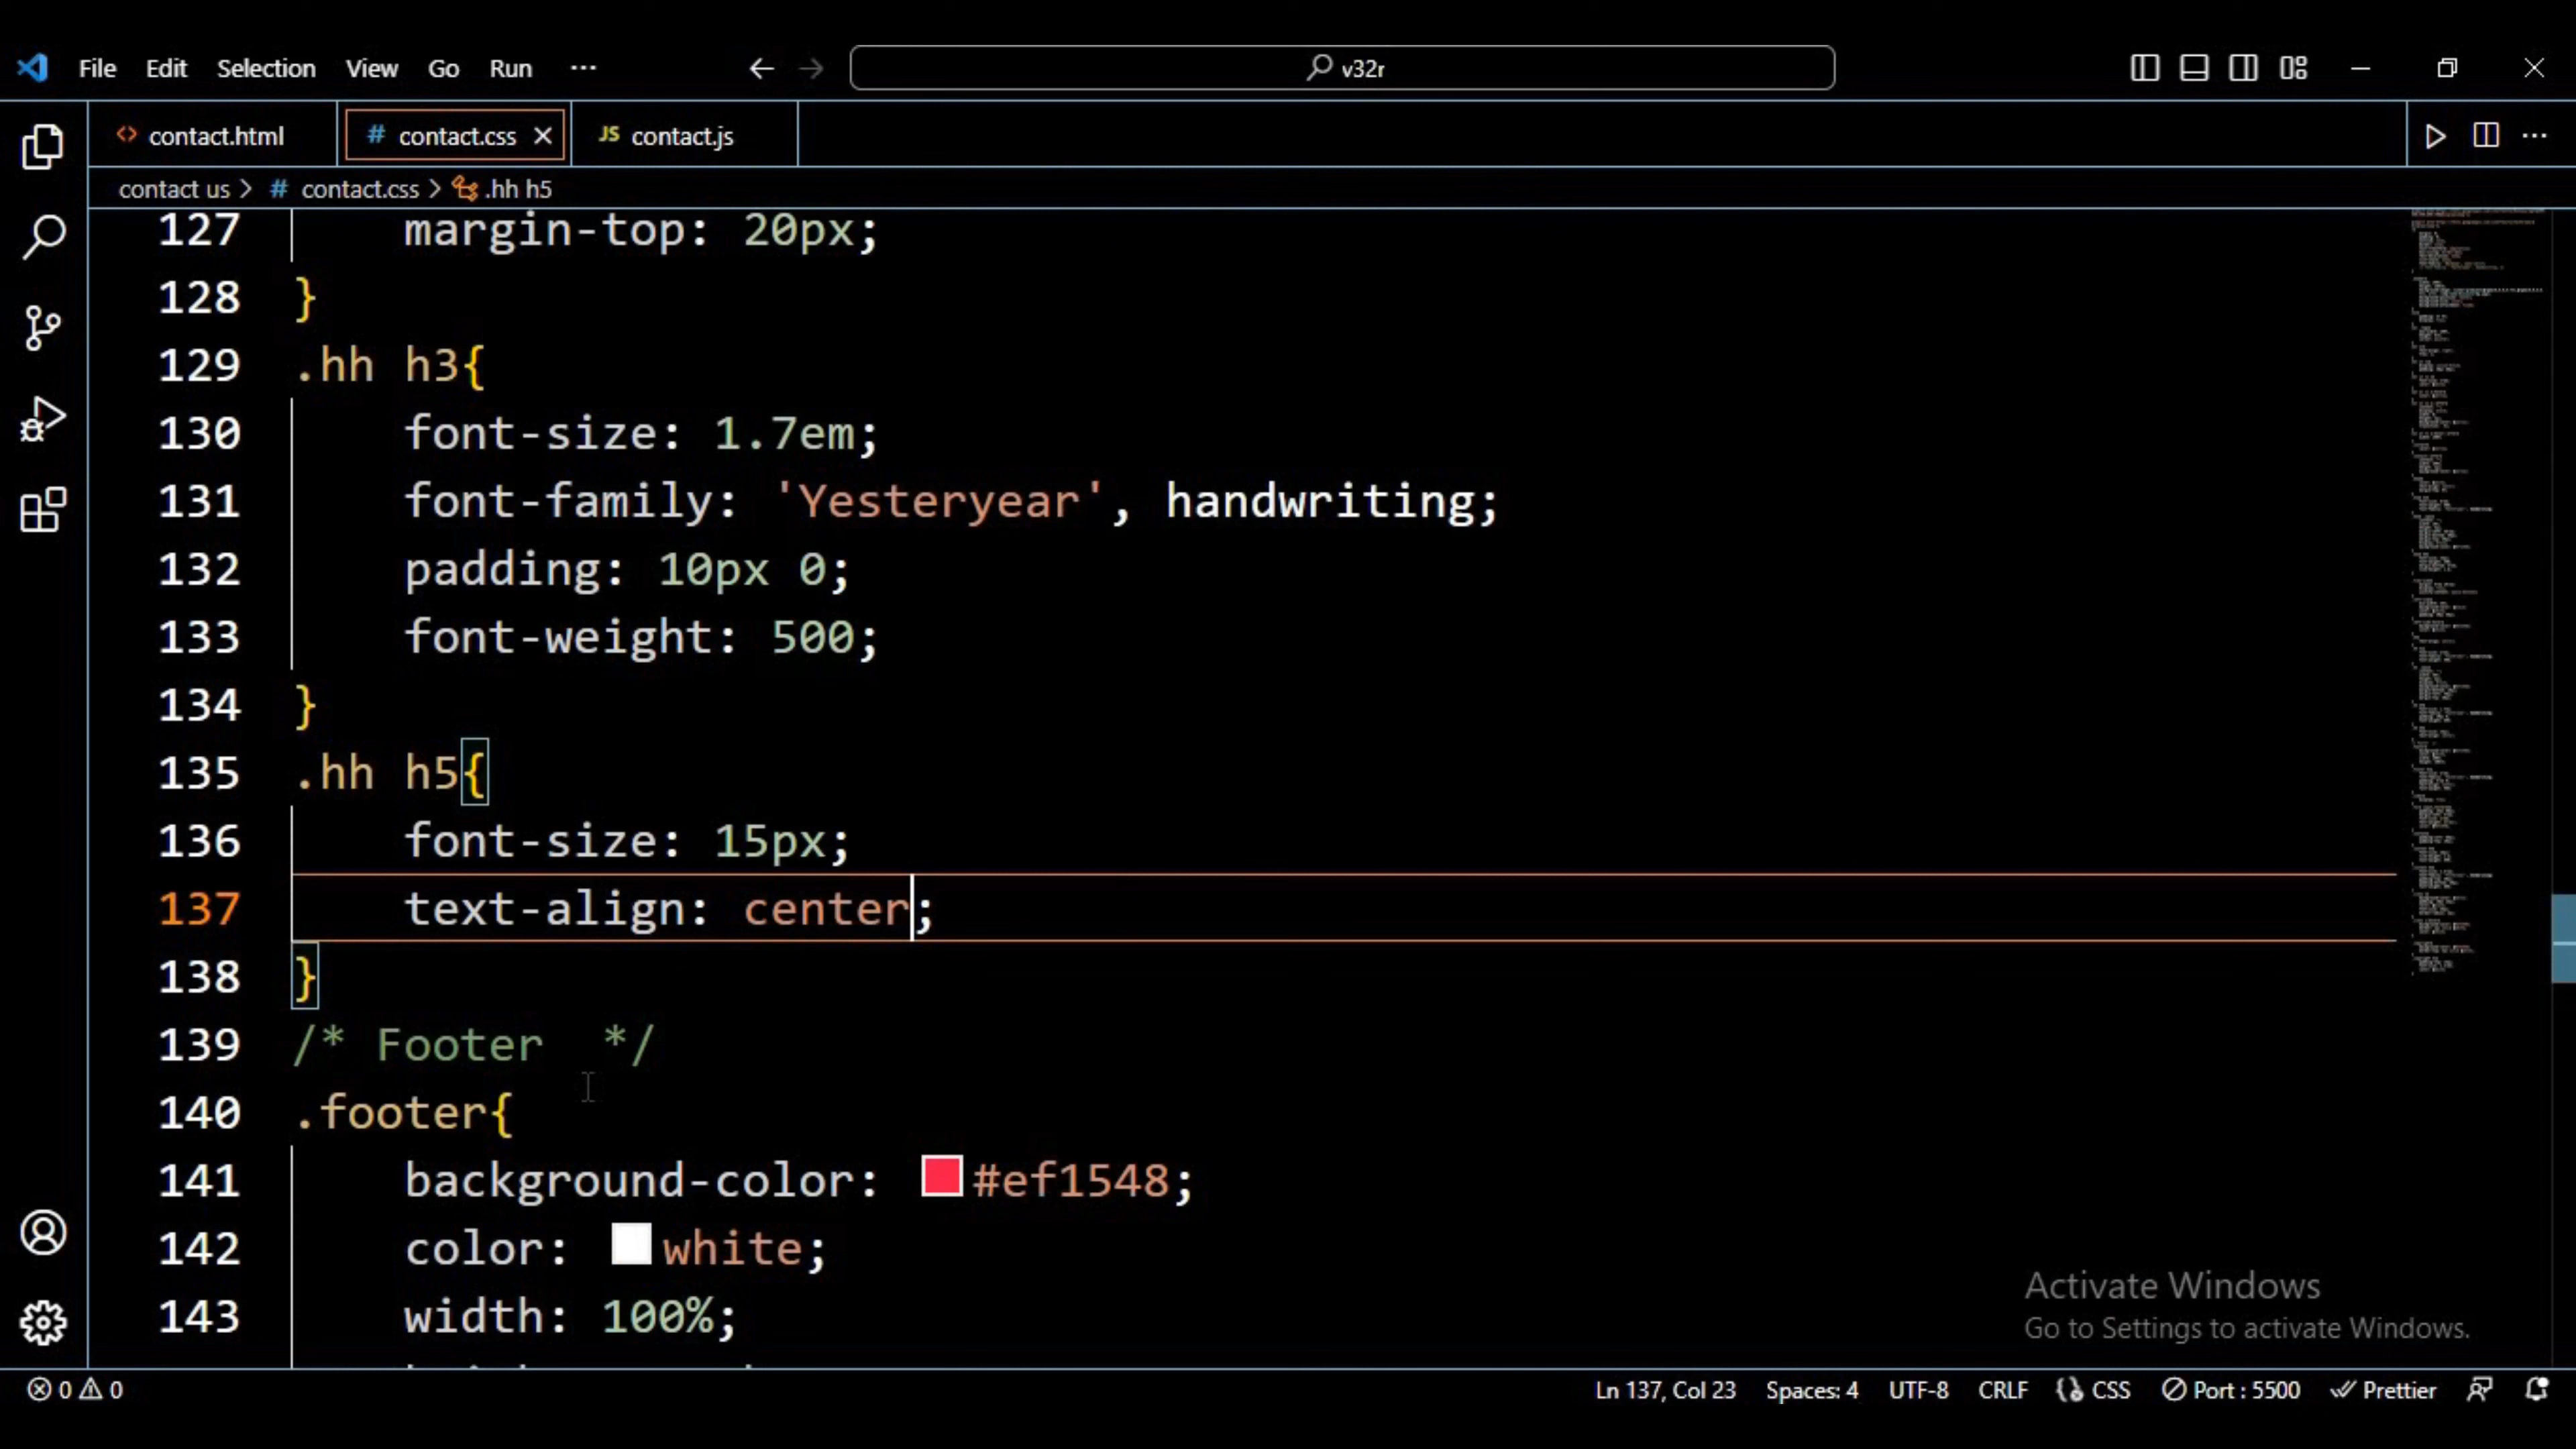 File Edit Selection View Go Run ··· v32r
contact.html # contact.css JS contact.js
contact us > # contact.css > .hh h5
127 margin-top: 20px;
128 }
129 .hh h3{
130 font-size: 1.7em;
131 font-family: 'Yesteryear', handwriting;
132 padding: 10px 0;
133 font-weight: 500;
134 }
135 .hh h5{
136 font-size: 15px;
137 text-align: center;
138 }
139 /* Footer  */
140 .footer{
141 background-color: #ef1548;
142 color: white;
143 width: 100%;
Activate Windows
Go to Settings to activate Windows.
0 0 Ln 137, Col 23 Spaces: 4 UTF-8 CRLF CSS Port : 5500 Prettier